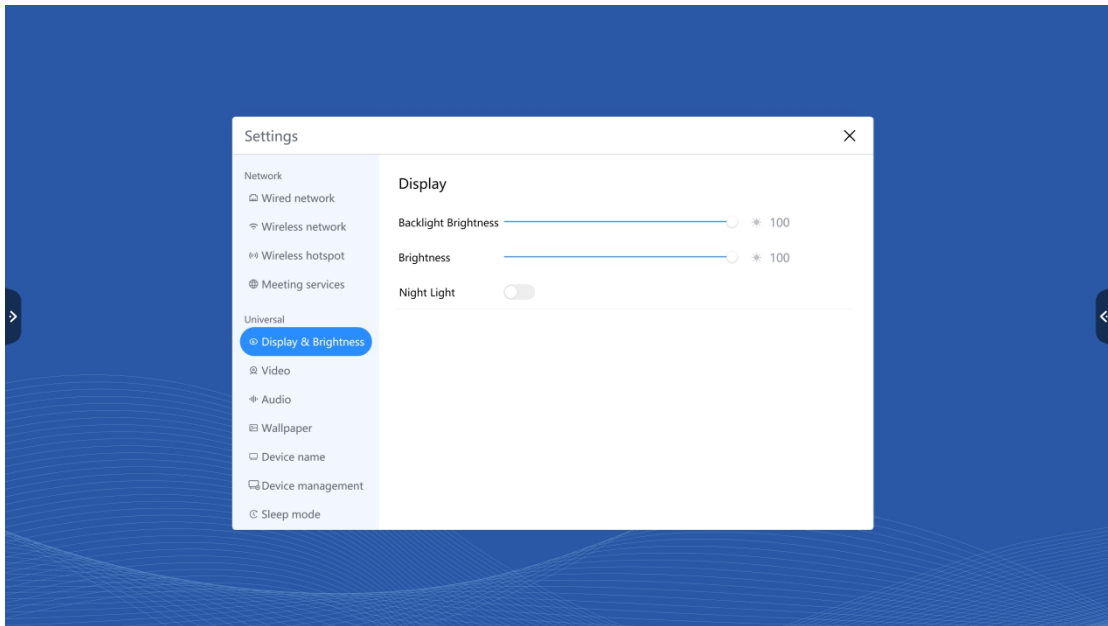 Settings
Network
Wired network
Wireless network
Wireless hotspot
Meeting services
Universal
Display & Brightness
Video
Audio
Wallpaper
Device name
Device management
Sleep mode
Display
Backlight Brightness 100
Brightness 100
Night Light